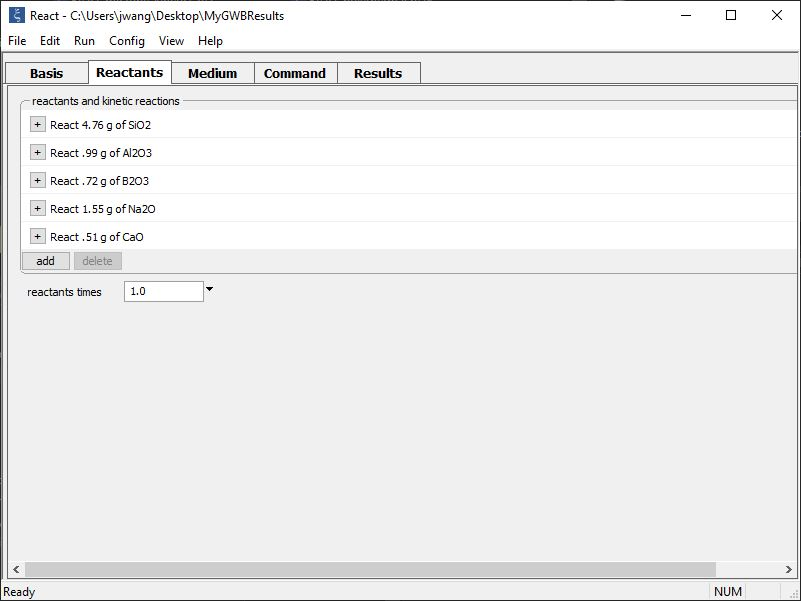 React - C:\Users\jwang\Desktop\MyGWBResults
File Edit Run Config View Help
Basis Reactants Medium Command Results
reactants and kinetic reactions
+ React 4.76 g of SiO2
+ React .99 g of Al2O3
+ React .72 g of B2O3
+ React 1.55 g of Na2O
+ React .51 g of CaO
add delete
reactants times 1.0
Ready NUM